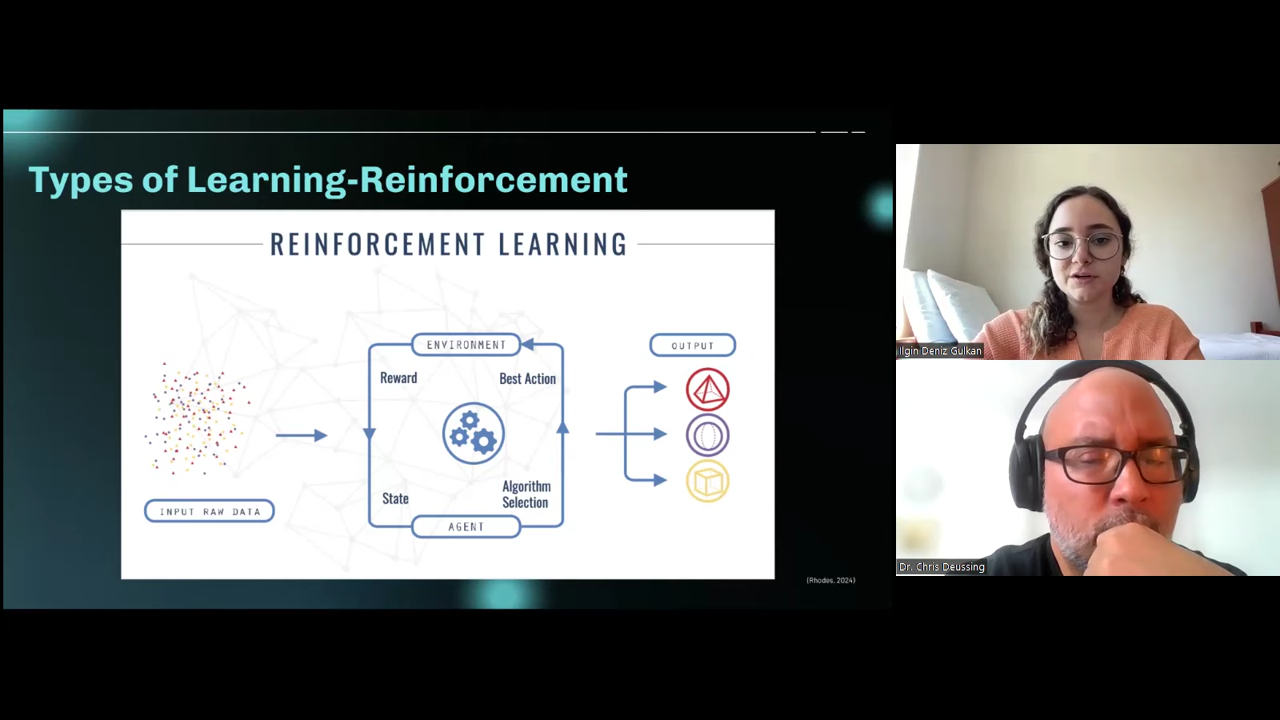 Types of Learning-Reinforcement
REINFORCEMENT LEARNING
ENVIRONMENT
OUTPUT
Reward
Best Action
State
Algorithm
Selection
INPUT RAW DATA
AGENT
(Rhodes, 2024)
Ilgin Deniz Gulkan
Dr. Chris Deussing